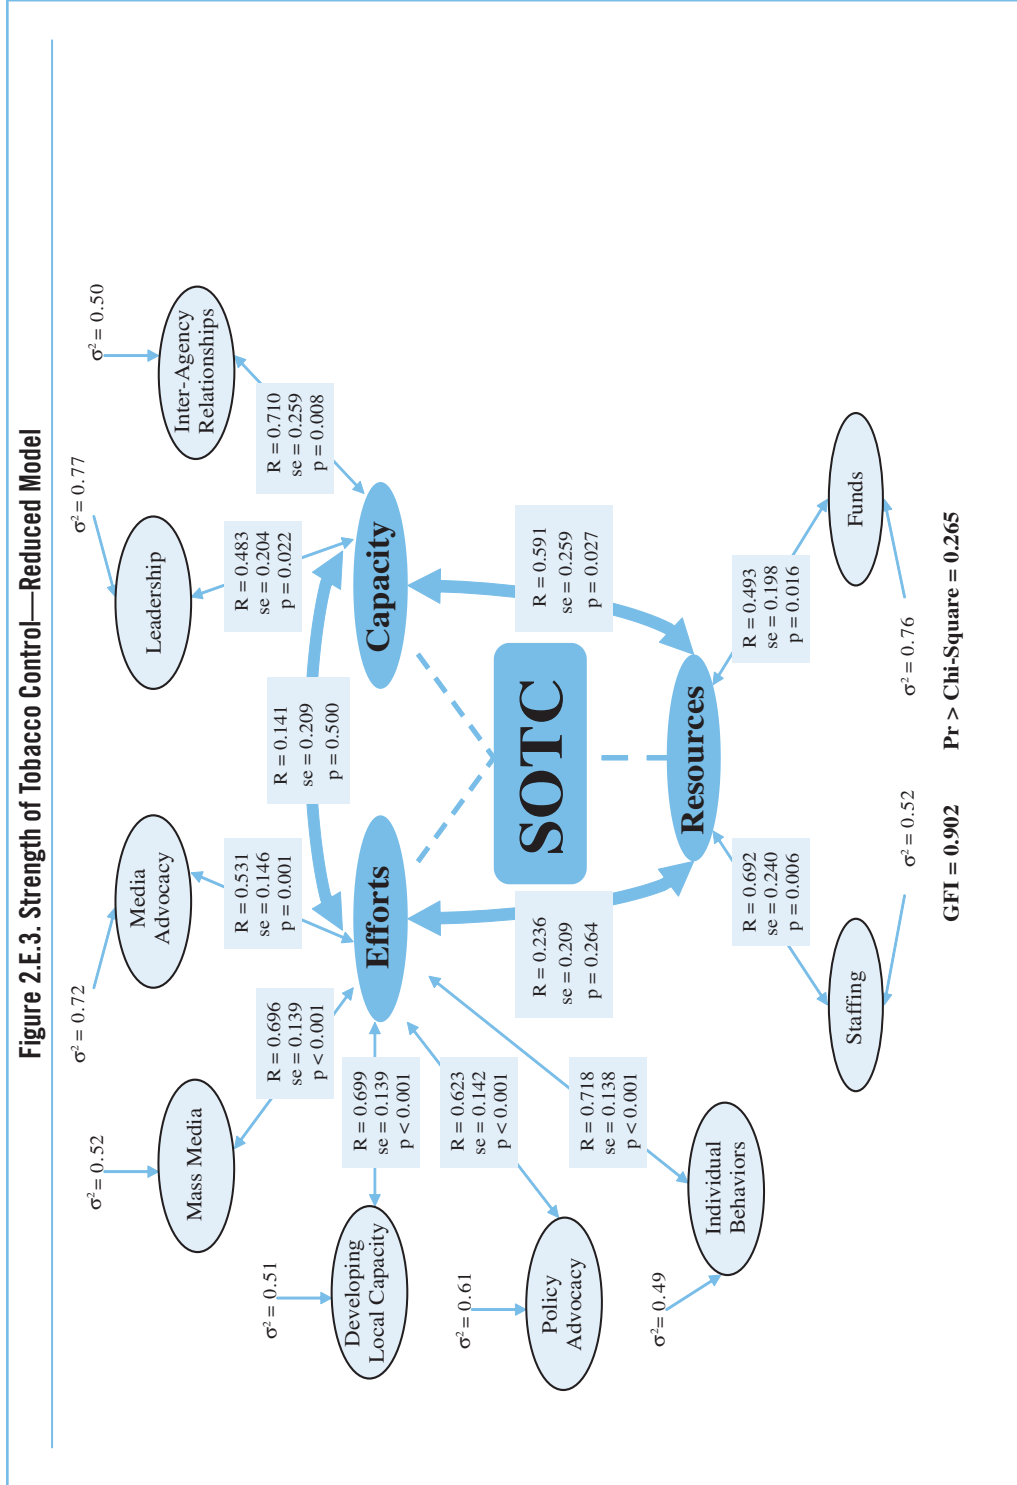 Figure 2.E.3. Strength of Tobacco Control—Reduced Model
σ² = 0.52
Mass Media
R = 0.696
se = 0.139
p < 0.001
σ² = 0.72
Media
Advocacy
R = 0.531
se = 0.146
p = 0.001
σ² = 0.77
Leadership
R = 0.483
se = 0.204
p = 0.022
σ² = 0.50
Inter-Agency
Relationships
R = 0.710
se = 0.259
p = 0.008
R = 0.141
se = 0.209
p = 0.500
σ² = 0.51
Developing
Local Capacity
R = 0.699
se = 0.139
p < 0.001
Efforts
Capacity
σ² = 0.61
Policy
Advocacy
R = 0.623
se = 0.142
p < 0.001
R = 0.236
se = 0.209
p = 0.264
SOTC
R = 0.591
se = 0.259
p = 0.027
σ² = 0.49
Individual
Behaviors
R = 0.718
se = 0.138
p < 0.001
Resources
R = 0.692
se = 0.240
p = 0.006
R = 0.493
se = 0.198
p = 0.016
Staffing
Funds
σ² = 0.52
σ² = 0.76
GFI = 0.902 Pr > Chi-Square = 0.265